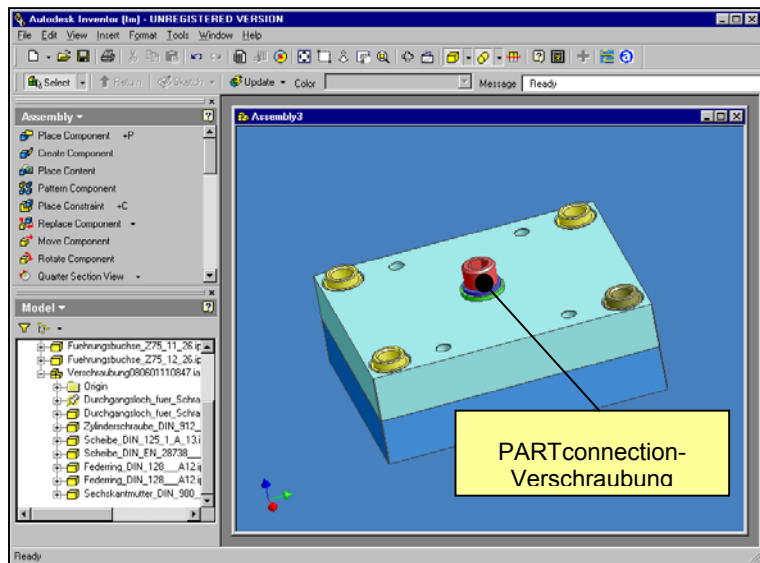 Autodesk Inventor (tm) - UNREGISTERED VERSION
File Edit View Insert Format Tools Window Help
Select Return Sketch Update Color Message Ready
Assembly
Place Component +P
Create Component
Place Content
Pattern Component
Place Constraint +C
Replace Component
Move Component
Rotate Component
Quarter Section View
Model
Fuehrungsbuchse_Z75_11_26.ip
Fuehrungsbuchse_Z75_12_26.ip
Verschraubung080601110847.ia
Origin
Durchgangsloch_fuer_Schra
Durchgangsloch_fuer_Schra
Zylinderschraube_DIN_912_
Scheibe_DIN_125_1_A_13.i
Scheibe_DIN_EN_28738__
Federring_DIN_128___A12.ip
Federring_DIN_128___A12.ip
Sechskantmutter_DIN_980_
Assembly3
PARTconnection-
Verschraubung
Ready